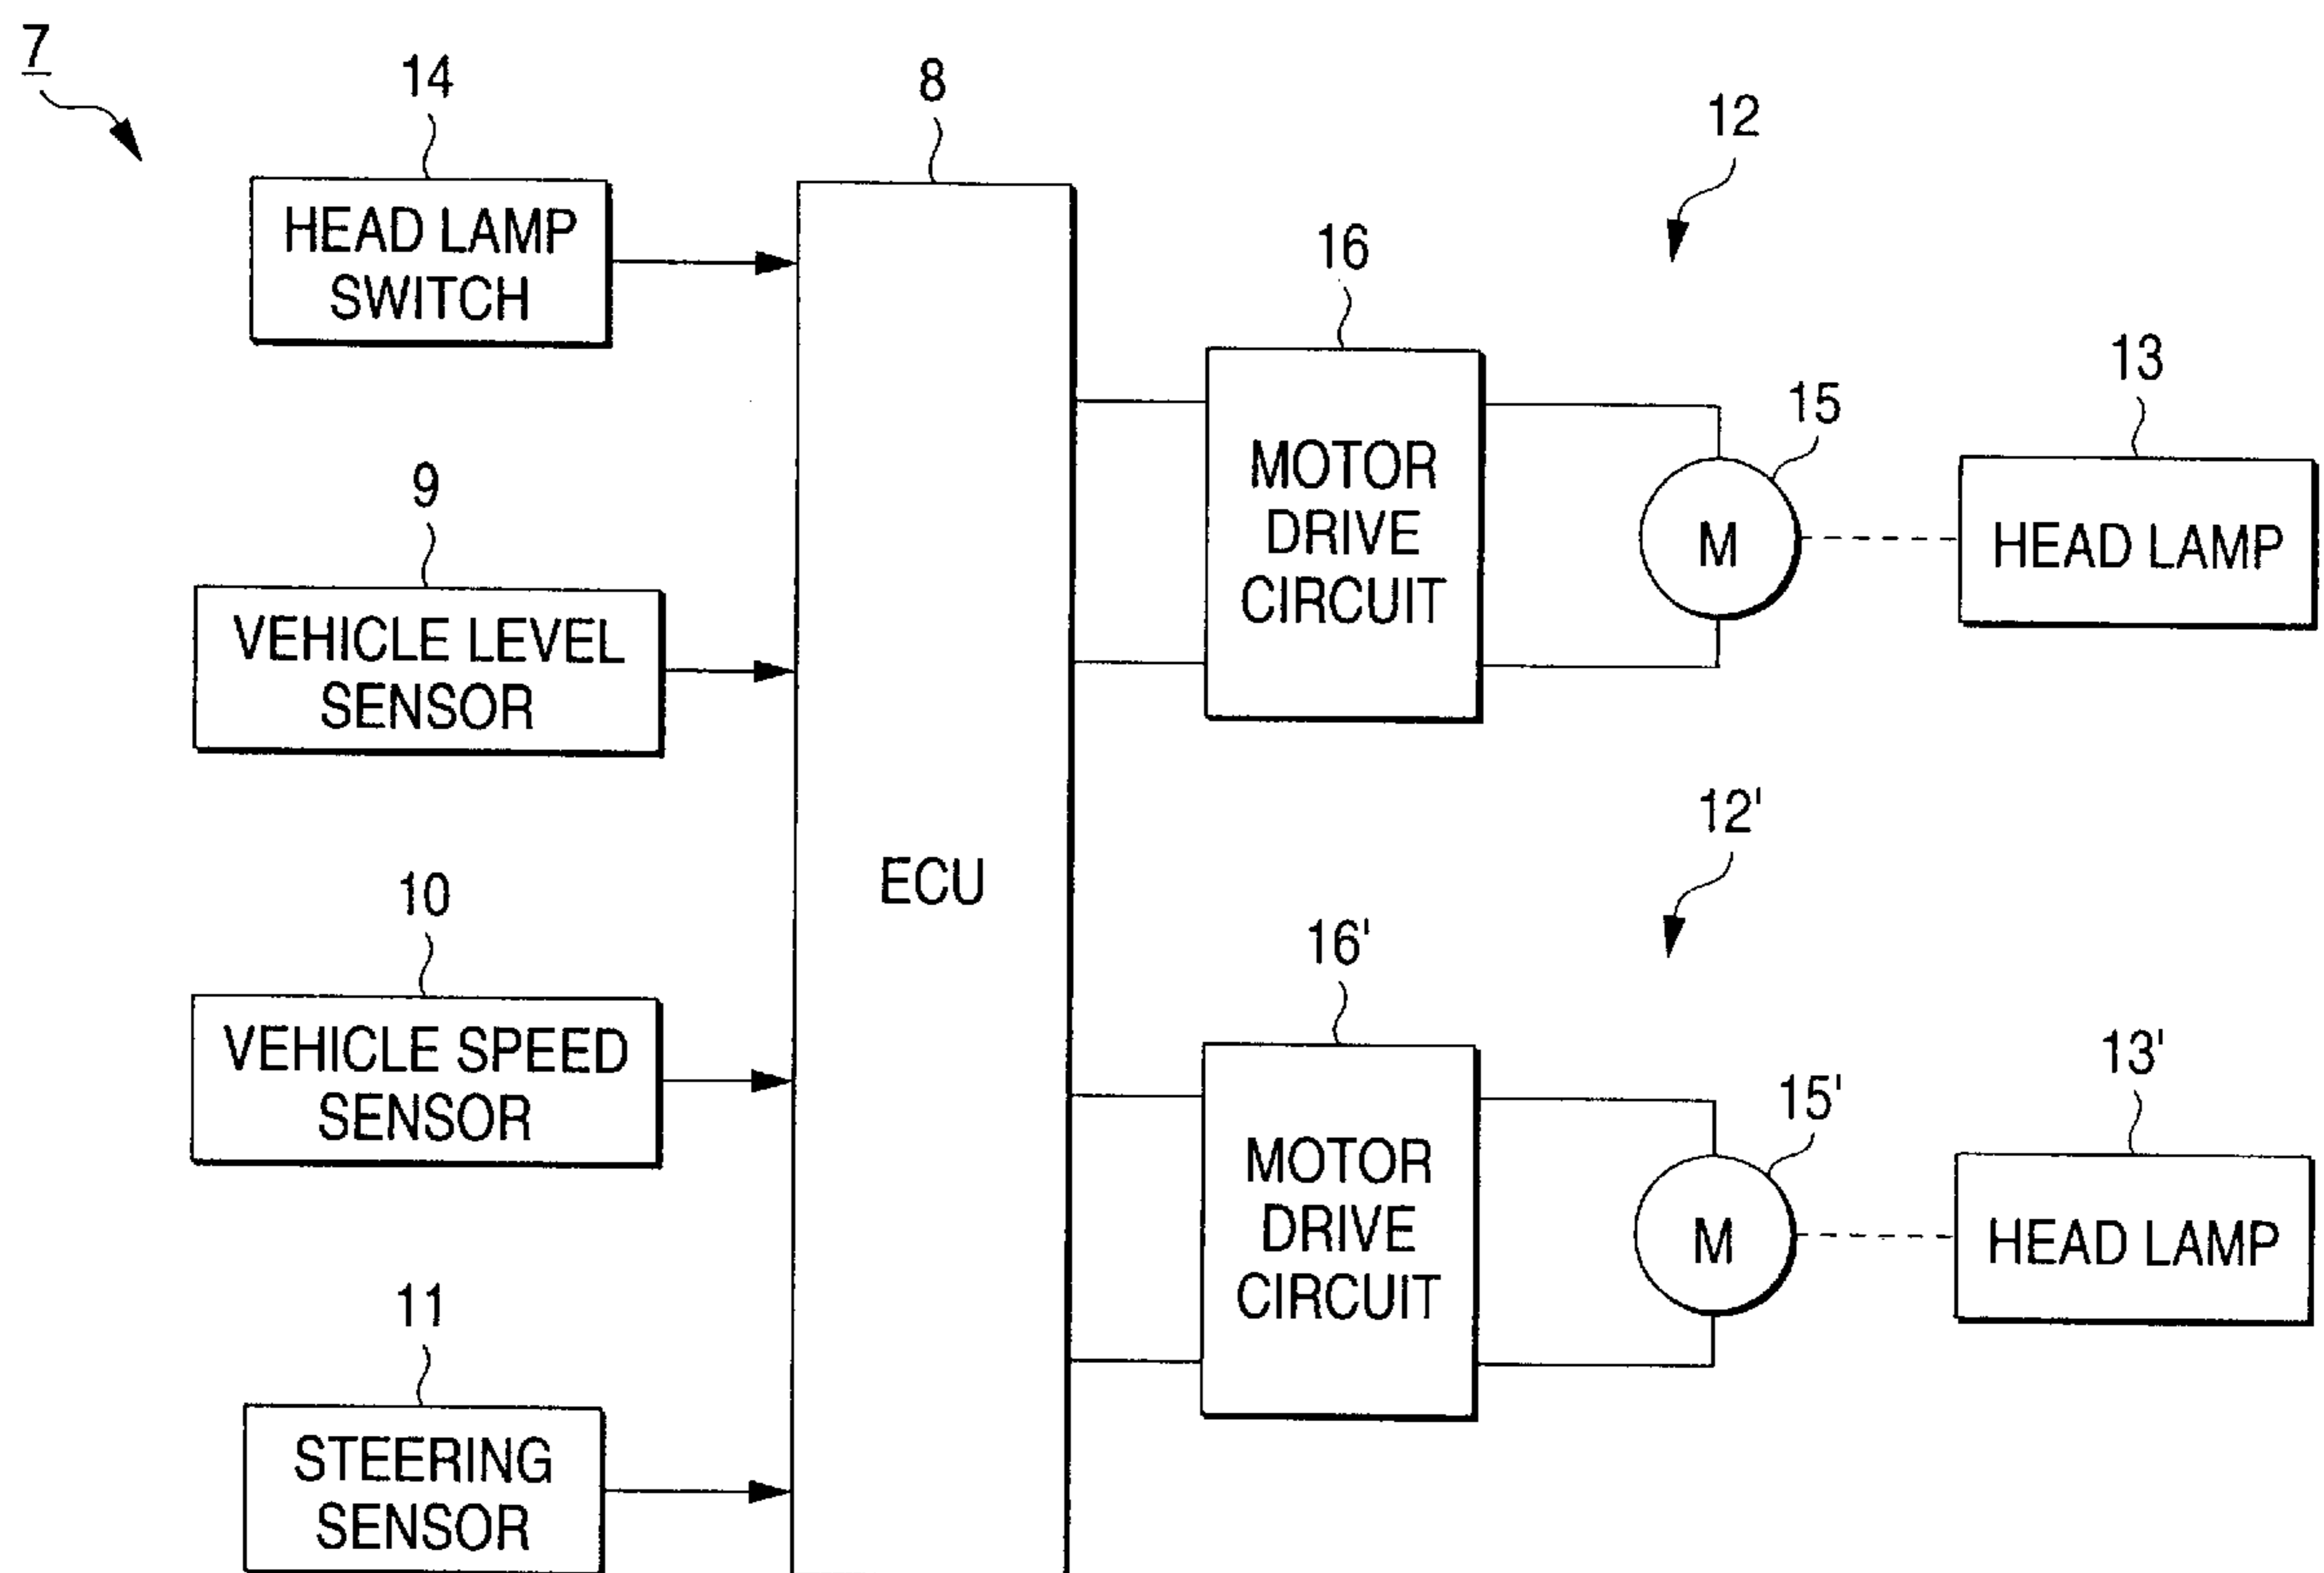 7
14
8
12
HEAD LAMP
SWITCH
16
13
15
MOTOR
DRIVE
CIRCUIT
M
HEAD LAMP
9
VEHICLE LEVEL
SENSOR
12'
ECU
10
16'
VEHICLE SPEED
SENSOR
13'
15'
MOTOR
DRIVE
CIRCUIT
M
HEAD LAMP
11
STEERING
SENSOR